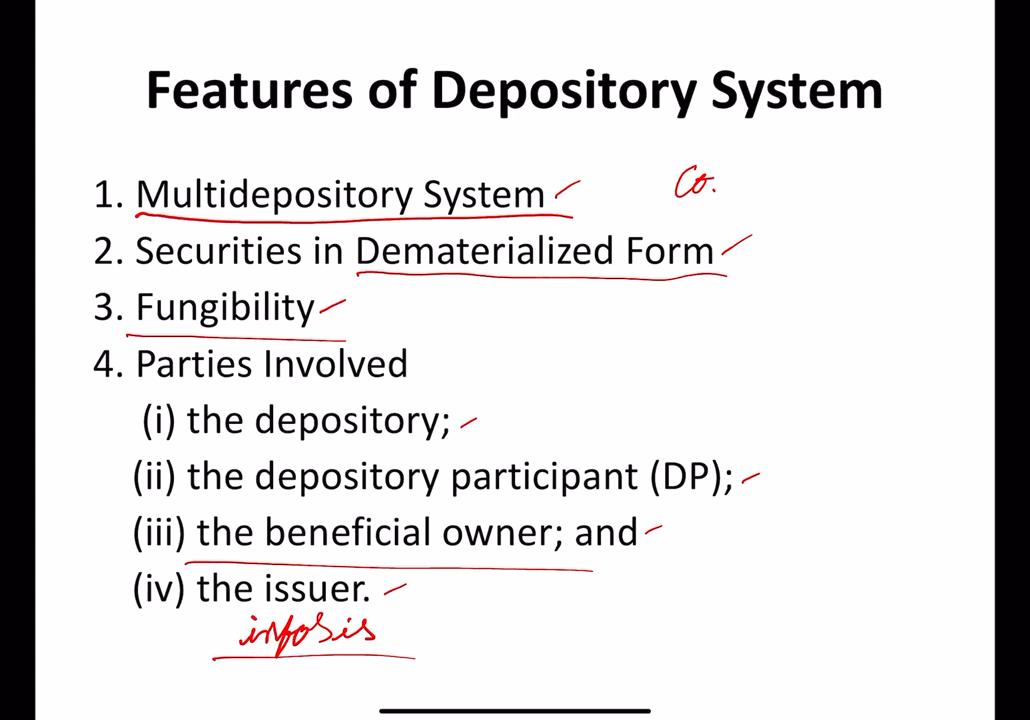 Features of Depository System
1. Multidepository System
Co.
2. Securities in Dematerialized Form
3. Fungibility
4. Parties Involved
(i) the depository;
(ii) the depository participant (DP);
(iii) the beneficial owner; and
(iv) the issuer.
infosis